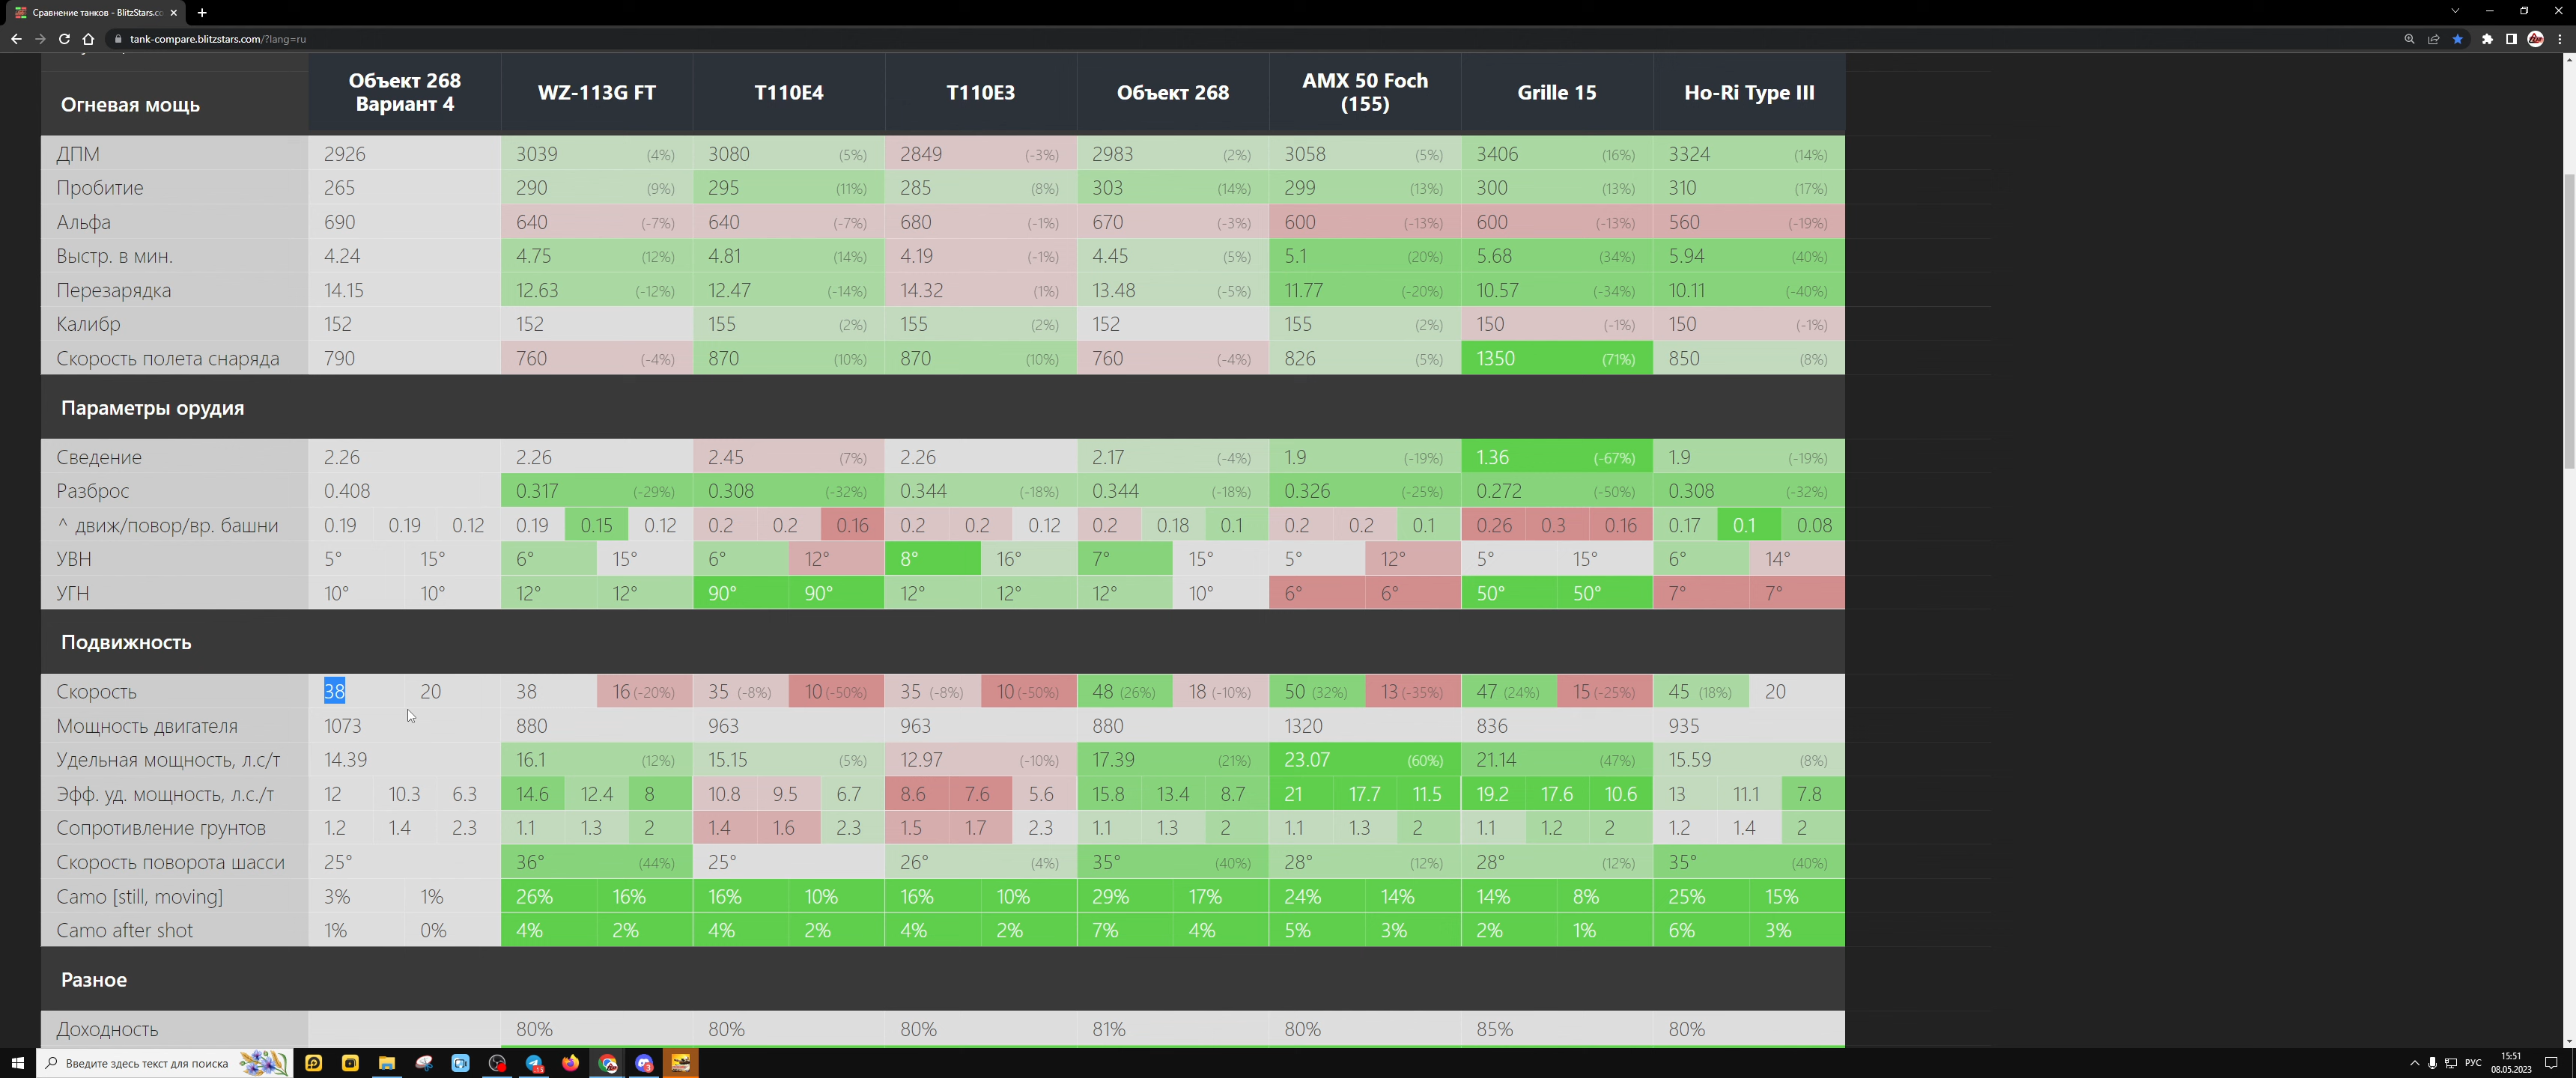 Сравнение танков - BlitzStars.co
tank-compare.blitzstars.com/?lang=ru
Огневая мощь
Объект 268 Вариант 4 WZ-113G FT T110E4 T110E3 Объект 268 AMX 50 Foch (155) Grille 15 Ho-Ri Type III
ДПМ 2926 3039 (4%) 3080 (5%) 2849 (-3%) 2983 (2%) 3058 (5%) 3406 (16%) 3324 (14%)
Пробитие 265 290 (9%) 295 (11%) 285 (8%) 303 (14%) 299 (13%) 300 (13%) 310 (17%)
Альфа 690 640 (-7%) 640 (-7%) 680 (-1%) 670 (-3%) 600 (-13%) 600 (-13%) 560 (-19%)
Выстр. в мин. 4.24 4.75 (12%) 4.81 (14%) 4.19 (-1%) 4.45 (5%) 5.1 (20%) 5.68 (34%) 5.94 (40%)
Перезарядка 14.15 12.63 (-12%) 12.47 (-14%) 14.32 (1%) 13.48 (-5%) 11.77 (-20%) 10.57 (-34%) 10.11 (-40%)
Калибр 152 152 155 (2%) 155 (2%) 152 155 (2%) 150 (-1%) 150 (-1%)
Скорость полета снаряда 790 760 (-4%) 870 (10%) 870 (10%) 760 (-4%) 826 (5%) 1350 (71%) 850 (8%)
Параметры орудия
Сведение 2.26 2.26 2.45 (7%) 2.26 2.17 (-4%) 1.9 (-19%) 1.36 (-67%) 1.9 (-19%)
Разброс 0.408 0.317 (-29%) 0.308 (-32%) 0.344 (-18%) 0.344 (-18%) 0.326 (-25%) 0.272 (-50%) 0.308 (-32%)
^ движ/повор/вр. башни 0.19 0.19 0.12 0.19 0.15 0.12 0.2 0.2 0.16 0.2 0.2 0.12 0.2 0.18 0.1 0.2 0.2 0.1 0.26 0.3 0.16 0.17 0.1 0.08
УВН 5° 15° 6° 15° 6° 12° 8° 16° 7° 15° 5° 12° 5° 15° 6° 14°
УГН 10° 10° 12° 12° 90° 90° 12° 12° 12° 10° 6° 6° 50° 50° 7° 7°
Подвижность
Скорость 38 20 38 16 (-20%) 35 (-8%) 10 (-50%) 35 (-8%) 10 (-50%) 48 (26%) 18 (-10%) 50 (32%) 13 (-35%) 47 (24%) 15 (-25%) 45 (18%) 20
Мощность двигателя 1073 880 963 963 880 1320 836 935
Удельная мощность, л.с/т 14.39 16.1 (12%) 15.15 (5%) 12.97 (-10%) 17.39 (21%) 23.07 (60%) 21.14 (47%) 15.59 (8%)
Эфф. уд. мощность, л.с./т 12 10.3 6.3 14.6 12.4 8 10.8 9.5 6.7 8.6 7.6 5.6 15.8 13.4 8.7 21 17.7 11.5 19.2 17.6 10.6 13 11.1 7.8
Сопротивление грунтов 1.2 1.4 2.3 1.1 1.3 2 1.4 1.6 2.3 1.5 1.7 2.3 1.1 1.3 2 1.1 1.3 2 1.1 1.2 2 1.2 1.4 2
Скорость поворота шасси 25° 36° (44%) 25° 26° (4%) 35° (40%) 28° (12%) 28° (12%) 35° (40%)
Camo [still, moving] 3% 1% 26% 16% 16% 10% 16% 10% 29% 17% 24% 14% 14% 8% 25% 15%
Camo after shot 1% 0% 4% 2% 4% 2% 4% 2% 7% 4% 5% 3% 2% 1% 6% 3%
Разное
Доходность 80% 80% 80% 81% 80% 85% 80%
Введите здесь текст для поиска
РУС
15:51
08.05.2023